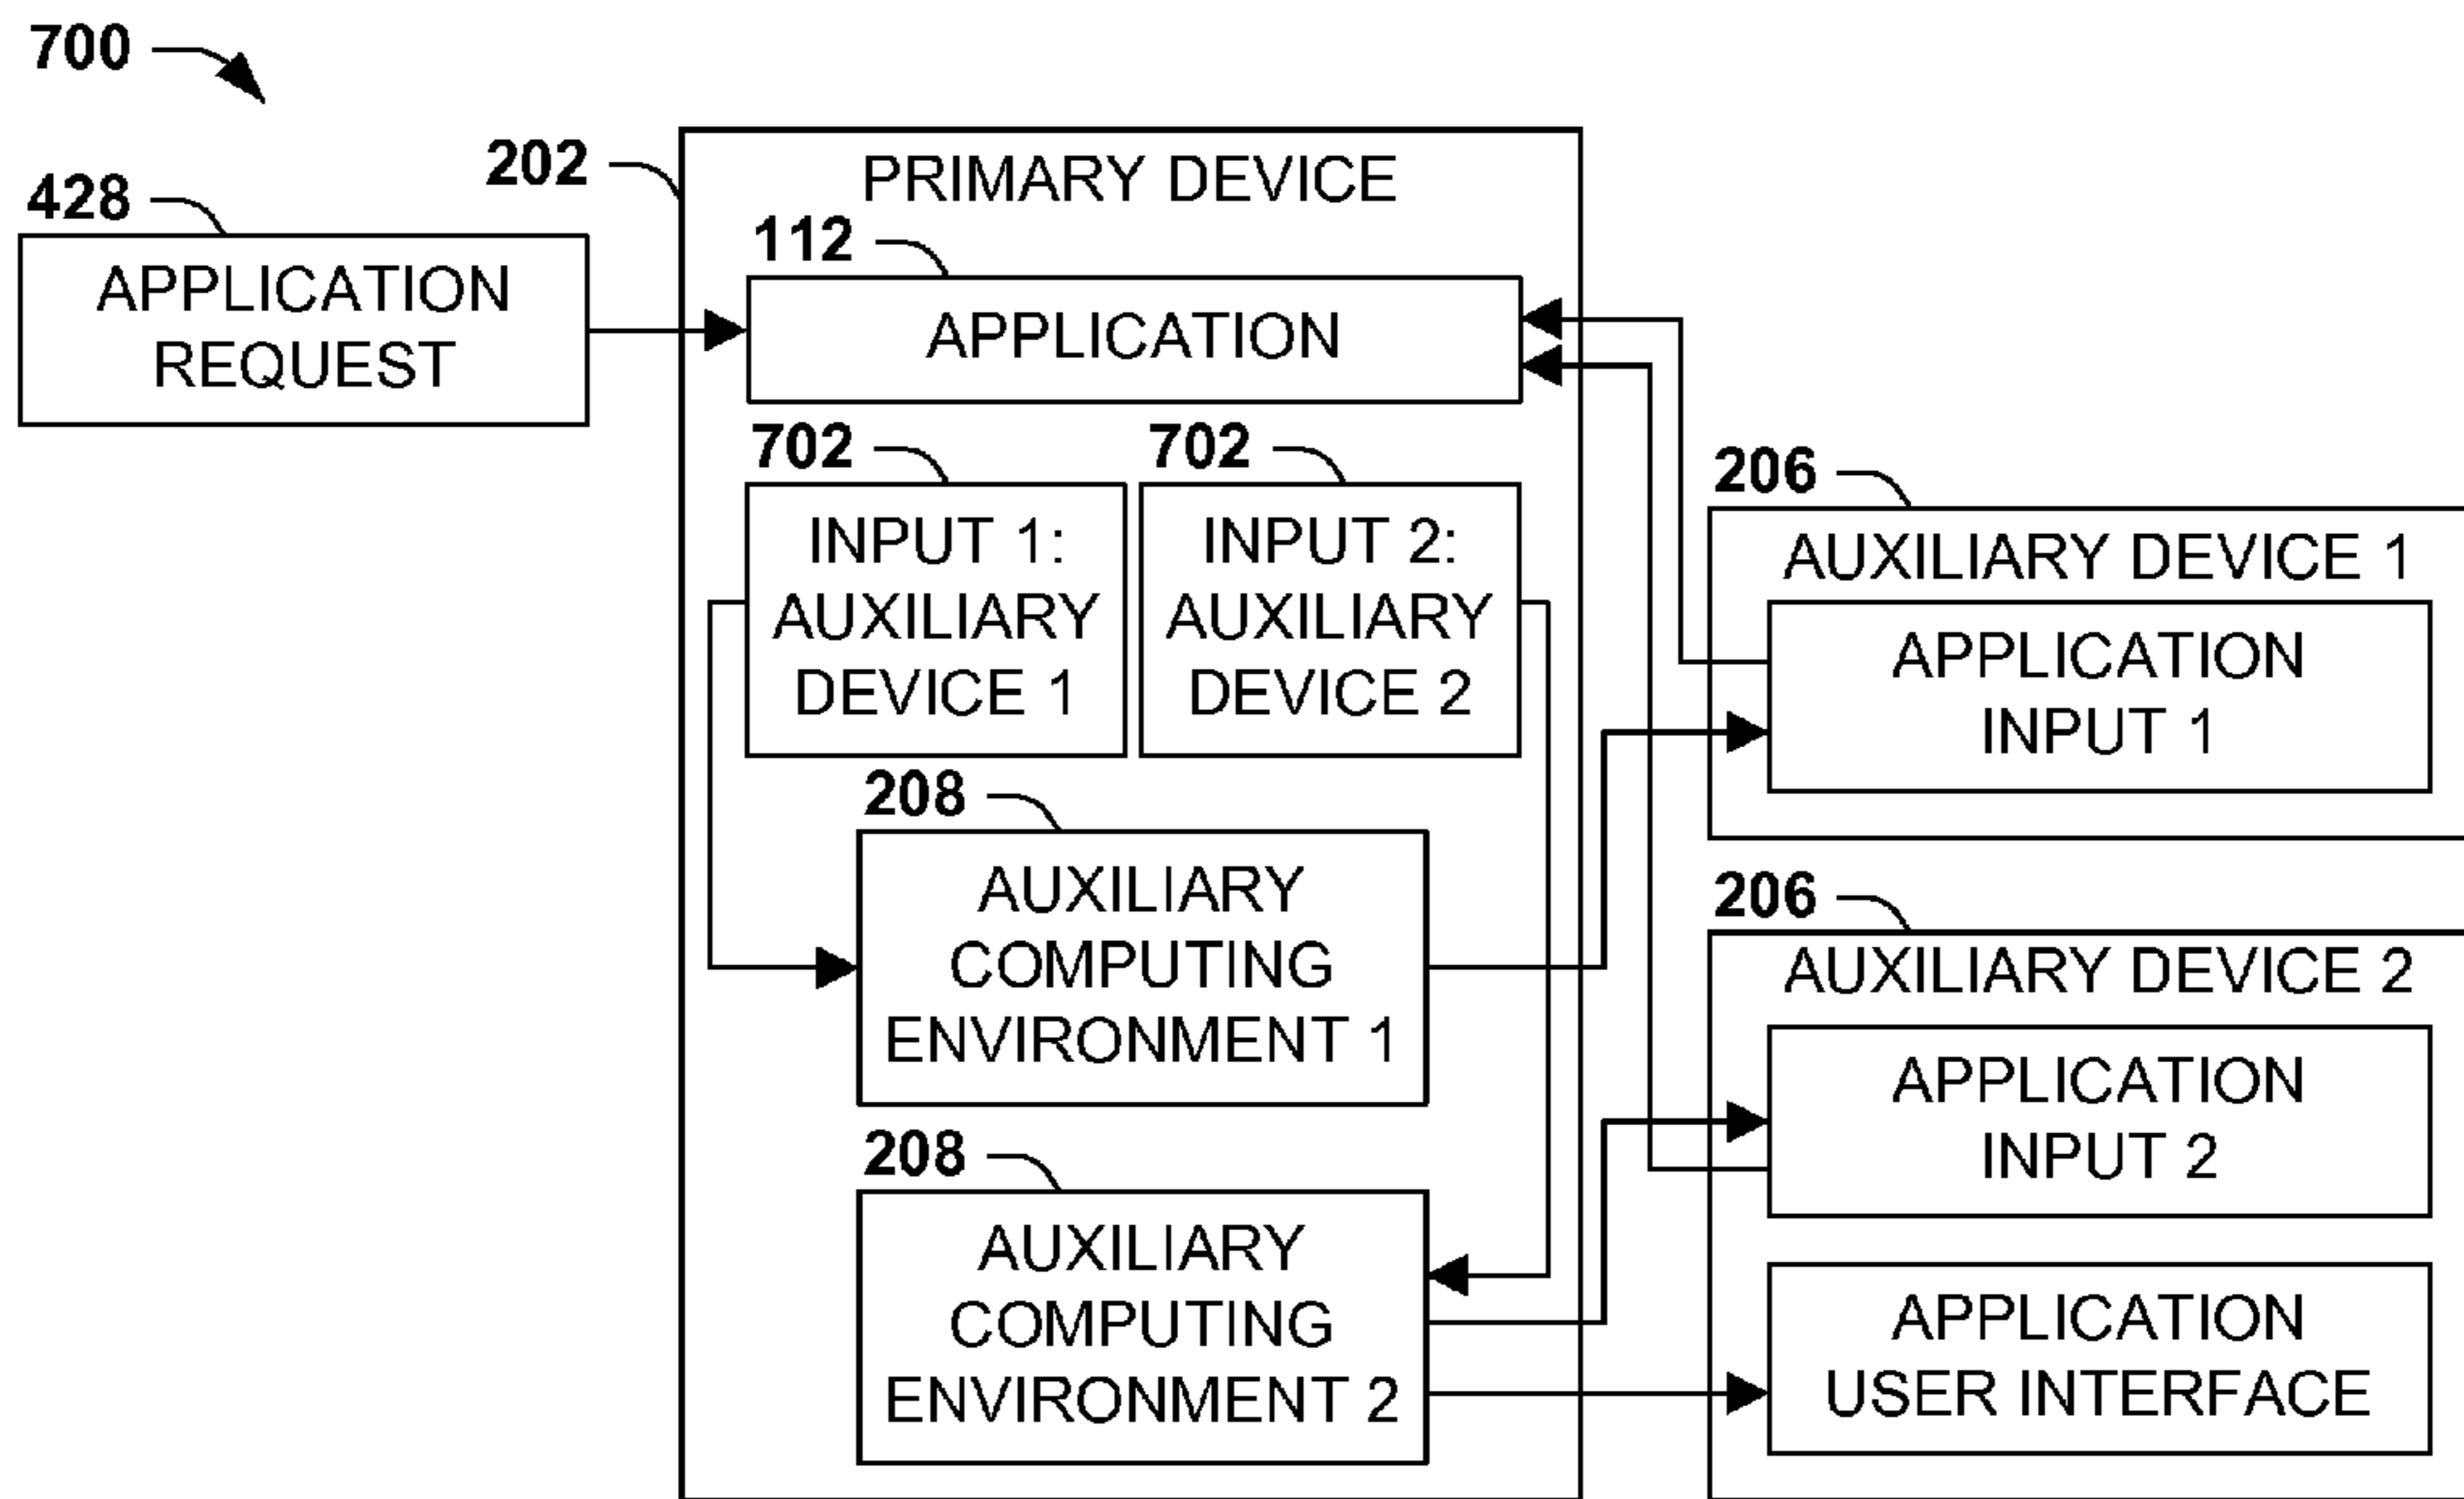 700
202
PRIMARY DEVICE
428
APPLICATION
REQUEST
112
APPLICATION
702
INPUT 1:
AUXILIARY
DEVICE 1
702
INPUT 2:
AUXILIARY
DEVICE 2
208
AUXILIARY
COMPUTING
ENVIRONMENT 1
208
AUXILIARY
COMPUTING
ENVIRONMENT 2
206
AUXILIARY DEVICE 1
APPLICATION
INPUT 1
206
AUXILIARY DEVICE 2
APPLICATION
INPUT 2
APPLICATION
USER INTERFACE